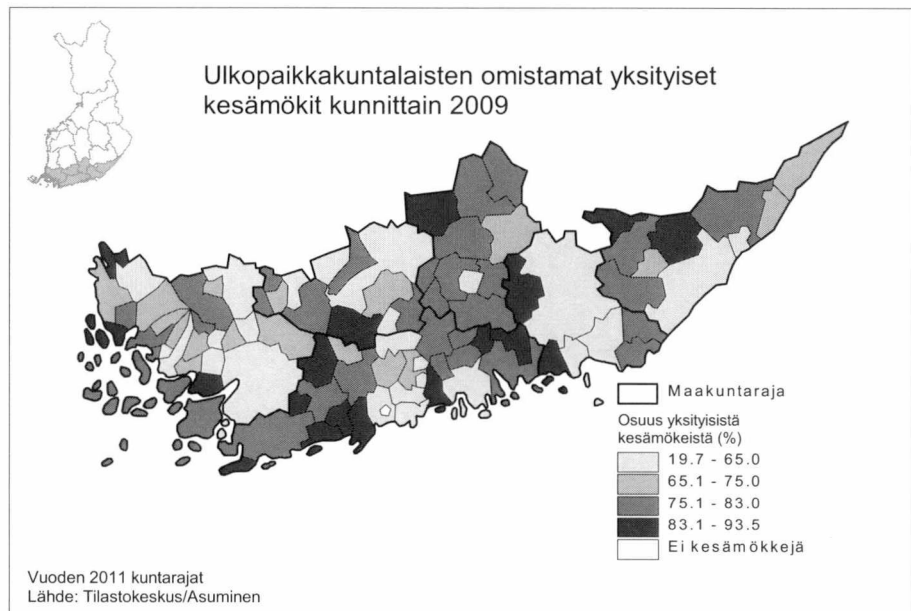 Ulkopaikkakuntalaisten omistamat yksityiset
kesämökit kunnittain 2009
Maakuntaraja
Osuus yksityisistä
kesämökeistä (%)
19.7 - 65.0
65.1 - 75.0
75.1 - 83.0
83.1 - 93.5
Ei kesämökkejä
Vuoden 2011 kuntarajat
Lähde: Tilastokeskus/Asuminen